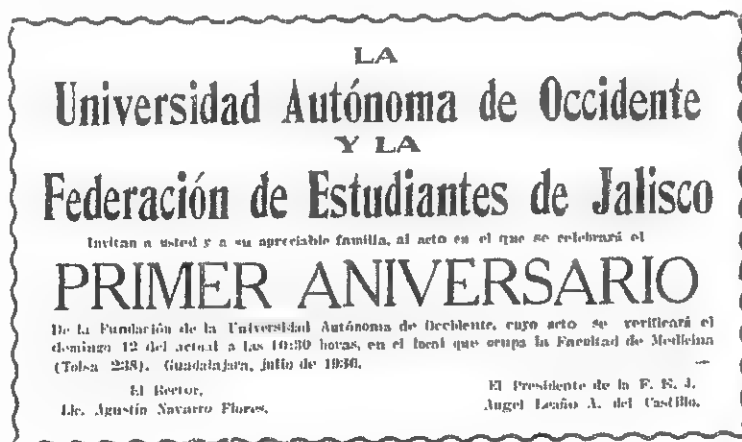 LA
Universidad Autónoma de Occidente
Y LA
Federación de Estudiantes de Jalisco
Invitan a usted y a su apreciable familia, al acto en el que se celebrará el
PRIMER ANIVERSARIO
De la Fundación de la Universidad Autónoma de Occidente, cuyo acto se verificará el
domingo 12 del actual a las 10:30 horas, en el local que ocupa la Facultad de Medicina
(Tolsa 238). Guadalajara, julio de 1936.
El Rector,
Lic. Agustín Navarro Flores.
El Presidente de la F. E. J.
Angel Leaño A. del Castillo.